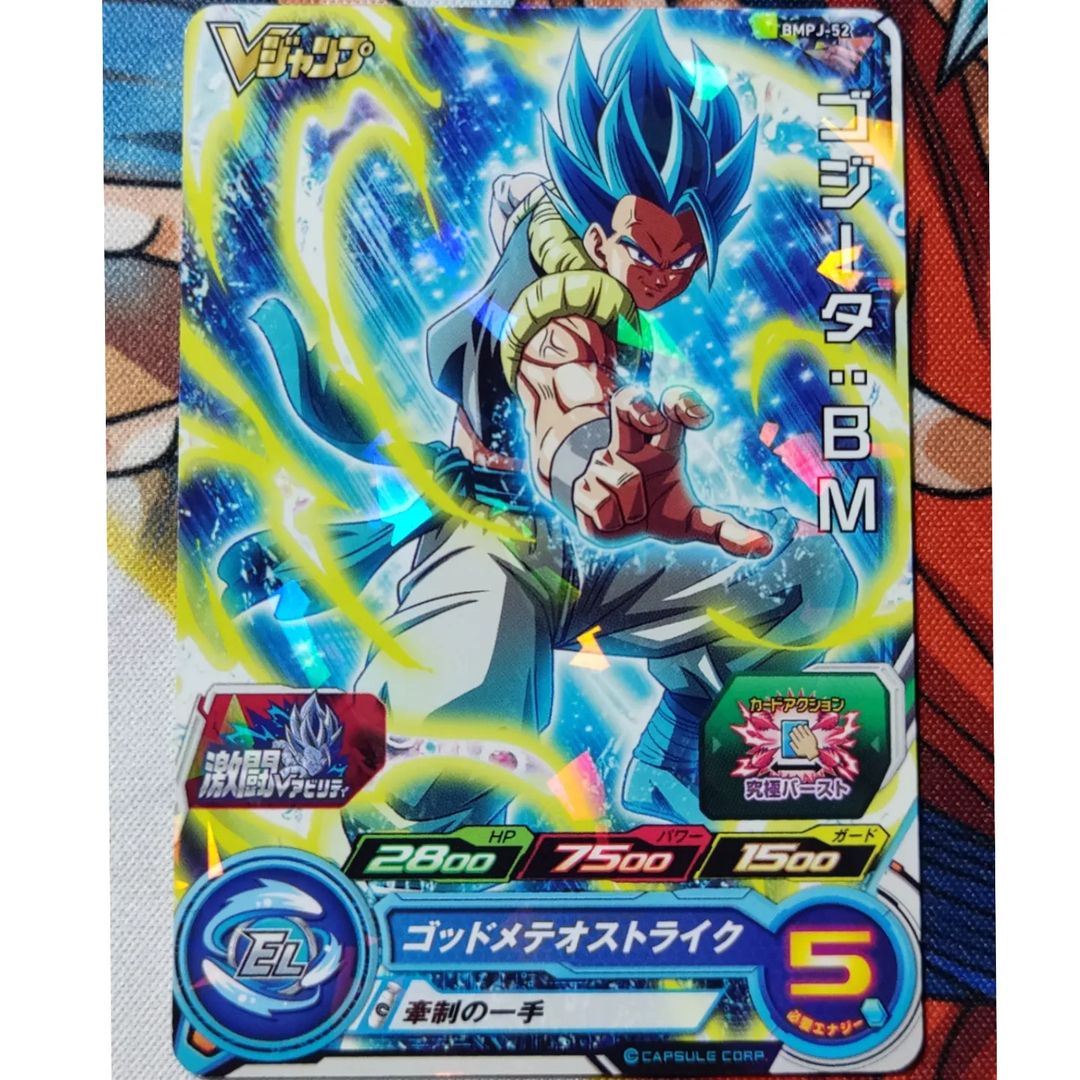 BMPJ-52
Vジャンプ
ゴジータ:BM
激闘Vアビリティ
カードアクション
究極バースト
HP
2800
パワー
7500
ガード
1500
EL
ゴッドメテオストライク
5
必要エナジー
C
牽制の一手
©CAPSULE CORP.